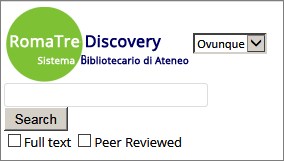 RomaTre Discovery
Sistema Bibliotecario di Ateneo
Ovunque
Search
Full text Peer Reviewed